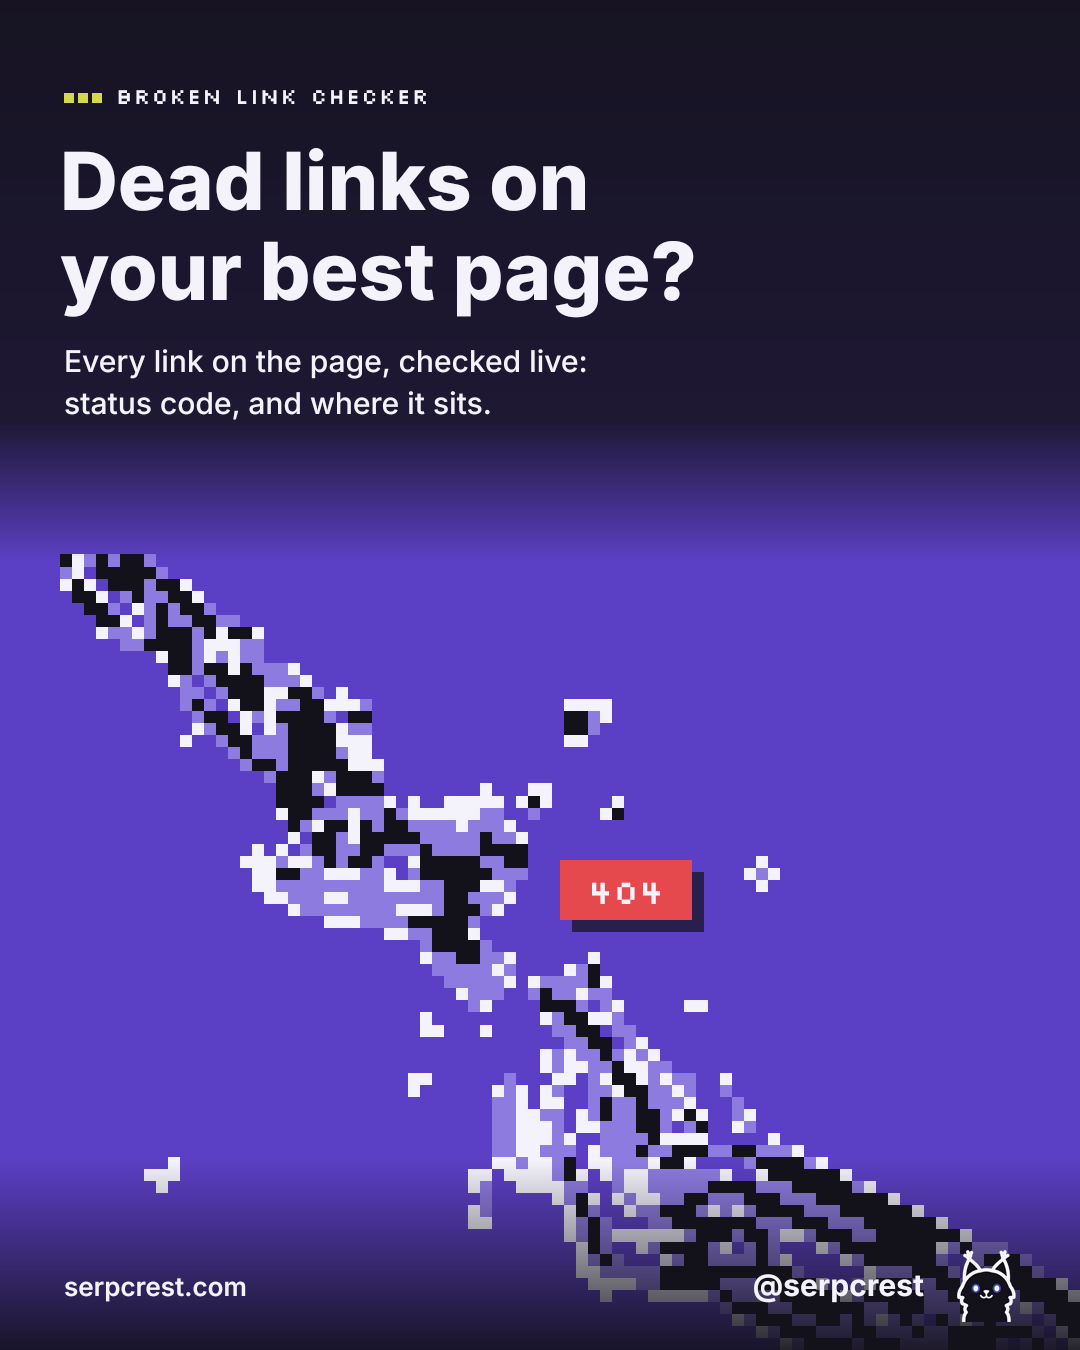 BROKEN LINK CHECKER
Dead links on
your best page?
Every link on the page, checked live:
status code, and where it sits.
404
serpcrest.com
@serpcrest